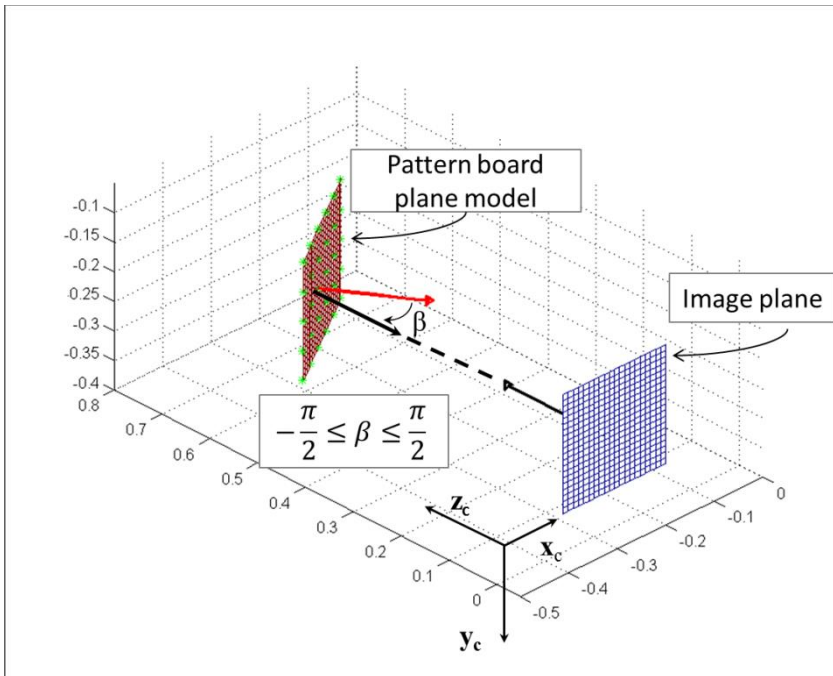 Pattern board
plane model
Image plane
β
−π/2 ≤ β ≤ π/2
-0.1
-0.15
-0.2
-0.25
-0.3
-0.35
-0.4
0.8
0.7
0.6
0.5
0.4
0.3
0.2
0.1
0
-0.5
-0.4
-0.3
-0.2
-0.1
0
z_c
x_c
y_c